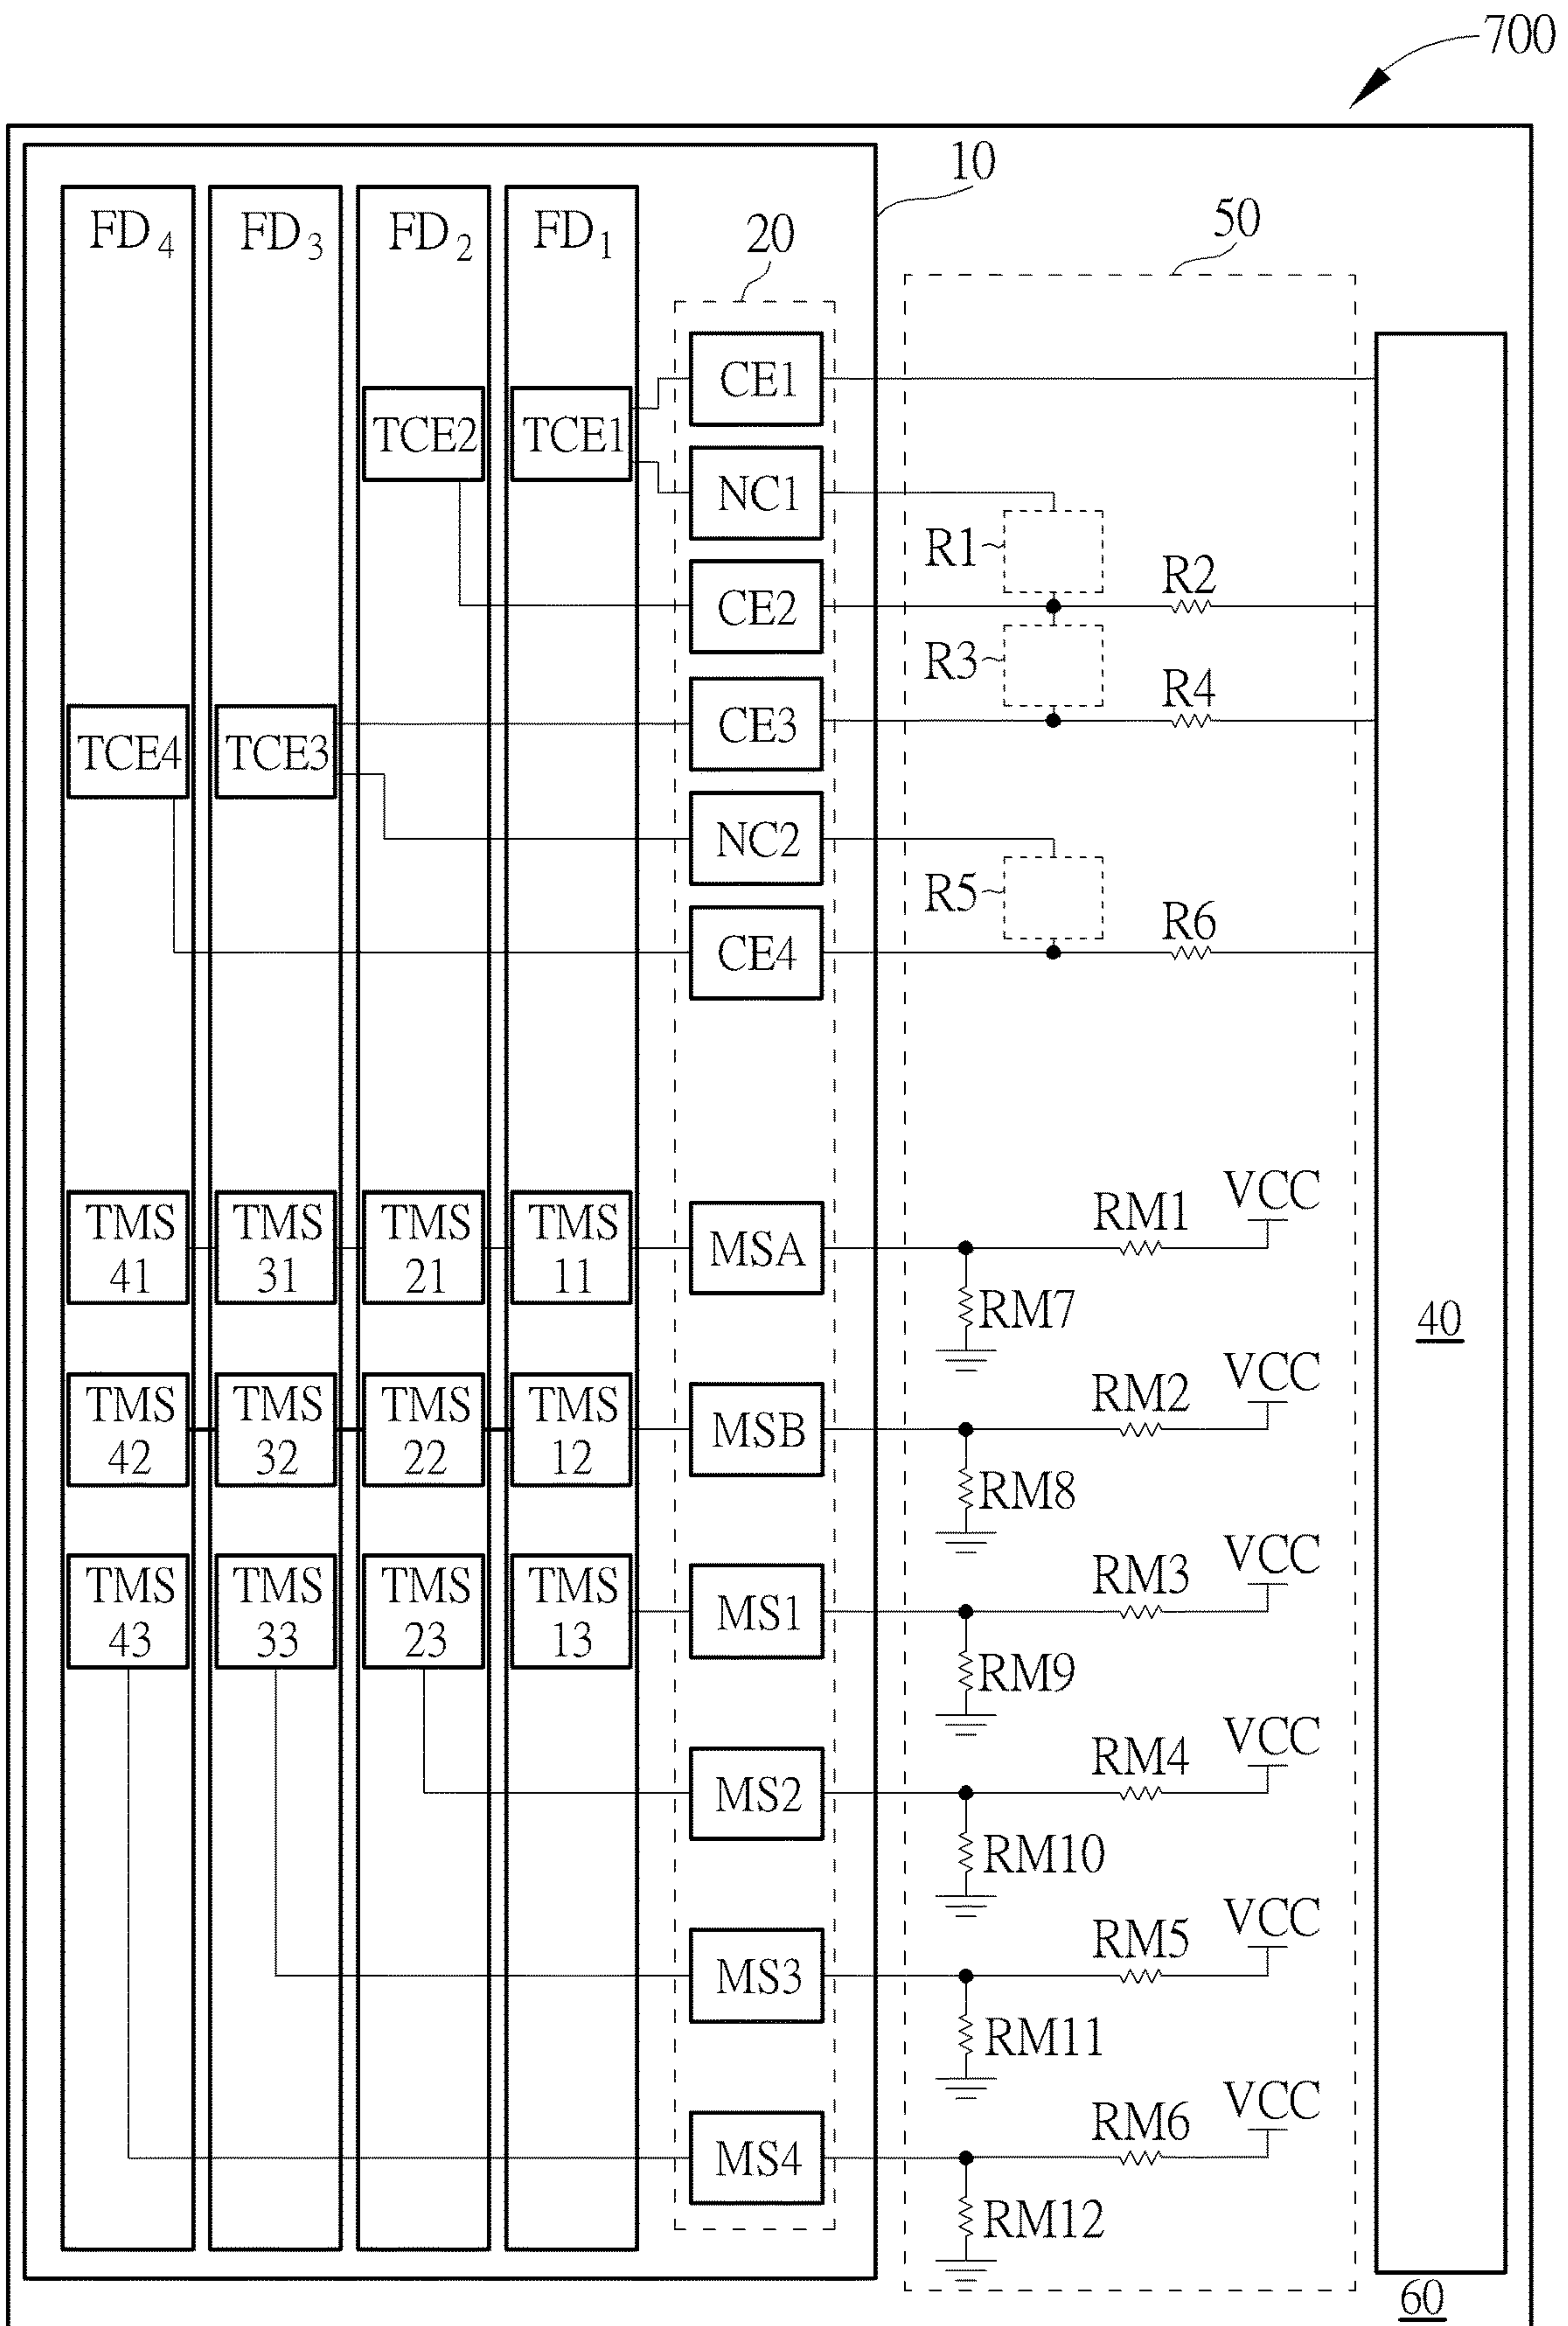 700
10
FD4 FD3 FD2 FD1
20
50
CE1
TCE2 TCE1
NC1
R1
R2
CE2
R3
R4
CE3
TCE4 TCE3
NC2
R5
R6
CE4
VCC
RM1
TMS 41 TMS 31 TMS 21 TMS 11
MSA
RM7
40
VCC
RM2
TMS 42 TMS 32 TMS 22 TMS 12
MSB
RM8
VCC
RM3
TMS 43 TMS 33 TMS 23 TMS 13
MS1
RM9
VCC
RM4
MS2
RM10
VCC
RM5
MS3
RM11
VCC
RM6
MS4
RM12
60